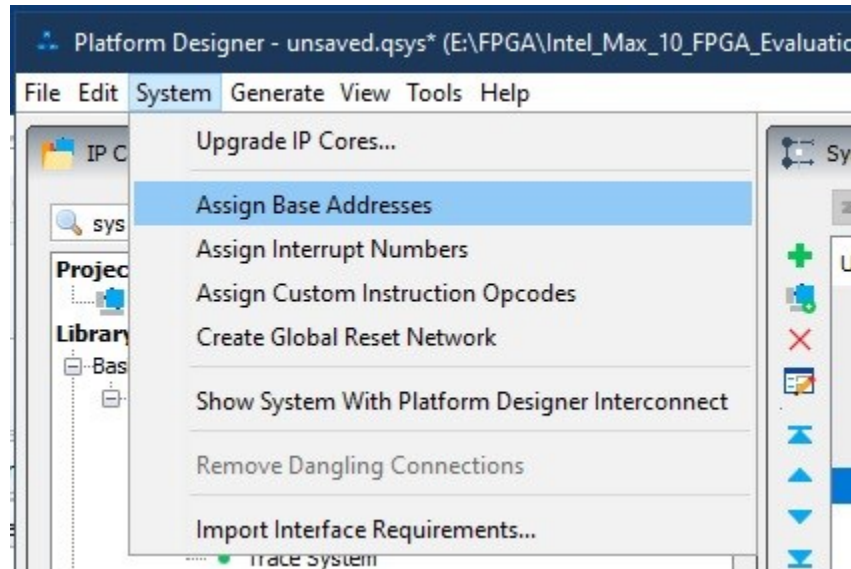 Platform Designer - unsaved.qsys* (E:\FPGA\Intel_Max_10_FPGA_Evaluatio
File Edit System Generate View Tools Help
IP C
Sy
Upgrade IP Cores...
sys
Assign Base Addresses
Assign Interrupt Numbers
Projec
Assign Custom Instruction Opcodes
Library
Create Global Reset Network
Bas
Show System With Platform Designer Interconnect
Remove Dangling Connections
Import Interface Requirements...
Trace System